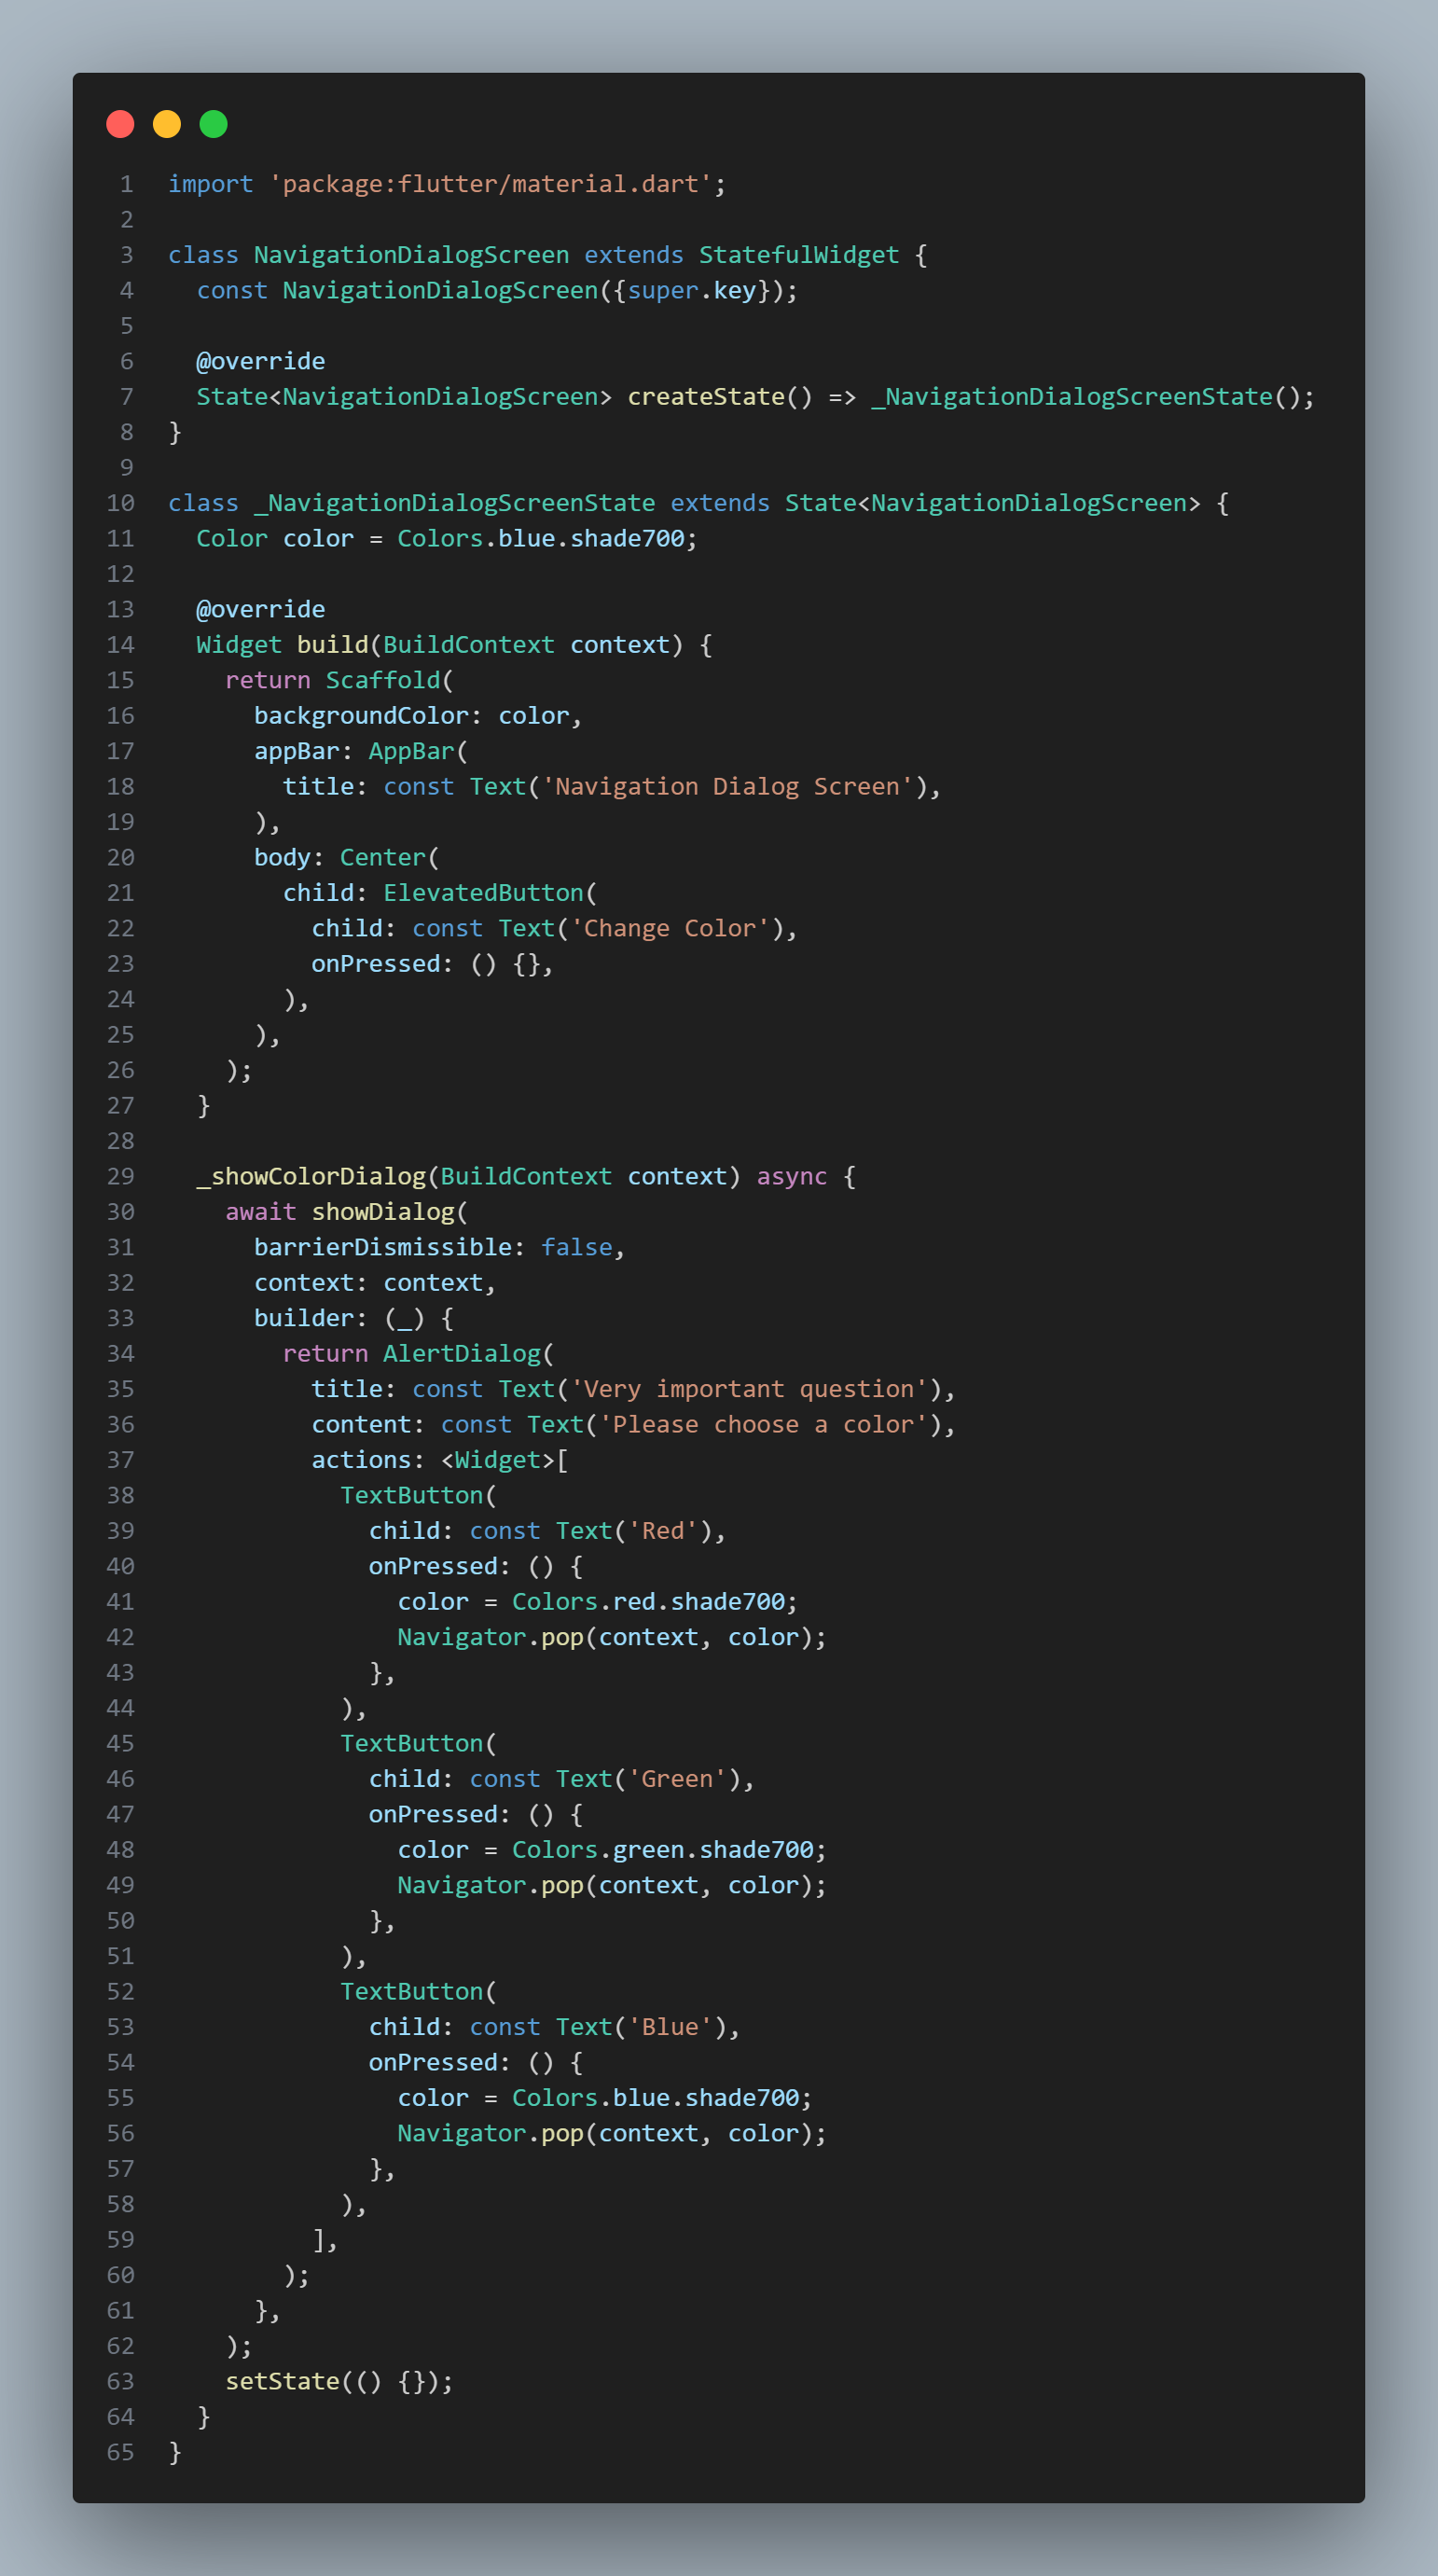 1 import 'package:flutter/material.dart';
2
3 class NavigationDialogScreen extends StatefulWidget {
4   const NavigationDialogScreen({super.key});
5
6   @override
7   State<NavigationDialogScreen> createState() => _NavigationDialogScreenState();
8 }
9
10 class _NavigationDialogScreenState extends State<NavigationDialogScreen> {
11   Color color = Colors.blue.shade700;
12
13   @override
14   Widget build(BuildContext context) {
15     return Scaffold(
16       backgroundColor: color,
17       appBar: AppBar(
18         title: const Text('Navigation Dialog Screen'),
19       ),
20       body: Center(
21         child: ElevatedButton(
22           child: const Text('Change Color'),
23           onPressed: () {},
24         ),
25       ),
26     );
27   }
28
29   _showColorDialog(BuildContext context) async {
30     await showDialog(
31       barrierDismissible: false,
32       context: context,
33       builder: (_) {
34         return AlertDialog(
35           title: const Text('Very important question'),
36           content: const Text('Please choose a color'),
37           actions: <Widget>[
38             TextButton(
39               child: const Text('Red'),
40               onPressed: () {
41                 color = Colors.red.shade700;
42                 Navigator.pop(context, color);
43               },
44             ),
45             TextButton(
46               child: const Text('Green'),
47               onPressed: () {
48                 color = Colors.green.shade700;
49                 Navigator.pop(context, color);
50               },
51             ),
52             TextButton(
53               child: const Text('Blue'),
54               onPressed: () {
55                 color = Colors.blue.shade700;
56                 Navigator.pop(context, color);
57               },
58             ),
59           ],
60         );
61       },
62     );
63     setState(() {});
64   }
65 }